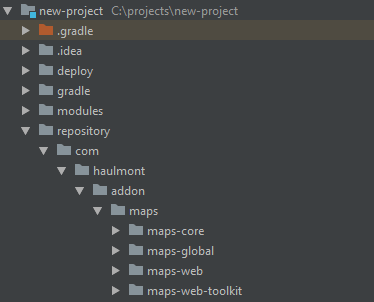 new-project C:\projects\new-project
.gradle
.idea
deploy
gradle
modules
repository
com
haulmont
addon
maps
maps-core
maps-global
maps-web
maps-web-toolkit